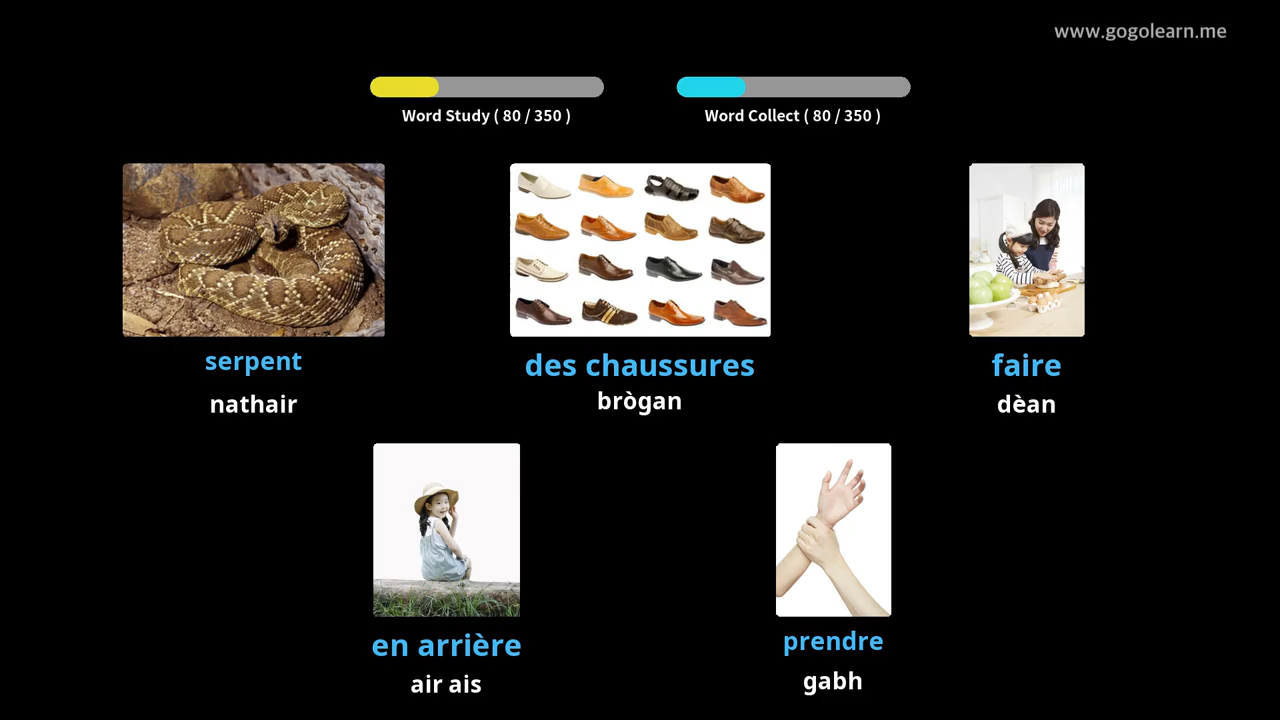 www.gogolearn.me
Word Study ( 80 / 350 )
Word Collect ( 80 / 350 )
serpent
nathair
des chaussures
brògan
faire
dèan
en arrière
air ais
prendre
gabh